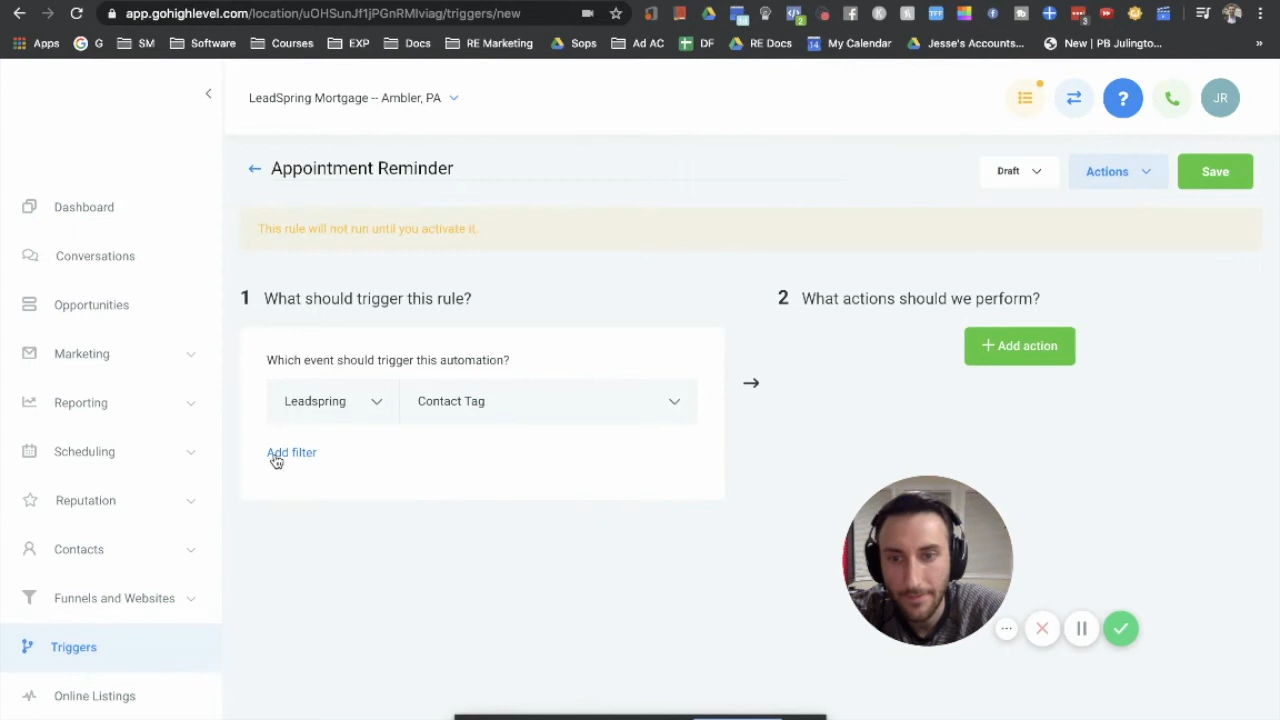 app.gohighlevel.com/location/uOHSunJf1jPGnRMlviag/triggers/new
Apps G SM Software Courses EXP Docs RE Marketing Sops Ad AC DF RE Docs 14 My Calendar Jesse's Accounts... New | PB Julington... »
LeadSpring Mortgage -- Ambler, PA
? JR
Appointment Reminder
Draft Actions Save
This rule will not run until you activate it.
1 What should trigger this rule?
2 What actions should we perform?
Which event should trigger this automation?
+ Add action
Leadspring Contact Tag
Add filter
Dashboard
Conversations
Opportunities
Marketing
Reporting
Scheduling
Reputation
Contacts
Funnels and Websites
Triggers
Online Listings